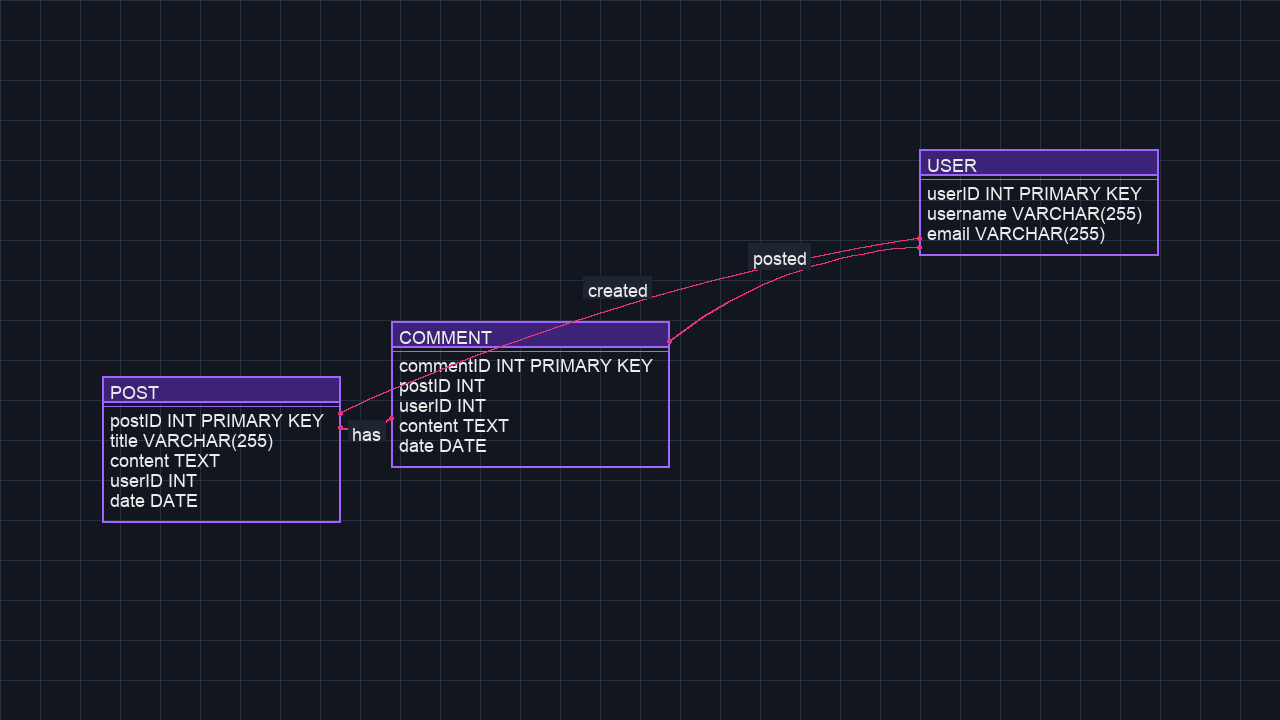 USER
userID INT PRIMARY KEY
username VARCHAR(255)
email VARCHAR(255)
posted
created
COMMENT
commentID INT PRIMARY KEY
postID INT
userID INT
content TEXT
date DATE
has
POST
postID INT PRIMARY KEY
title VARCHAR(255)
content TEXT
userID INT
date DATE